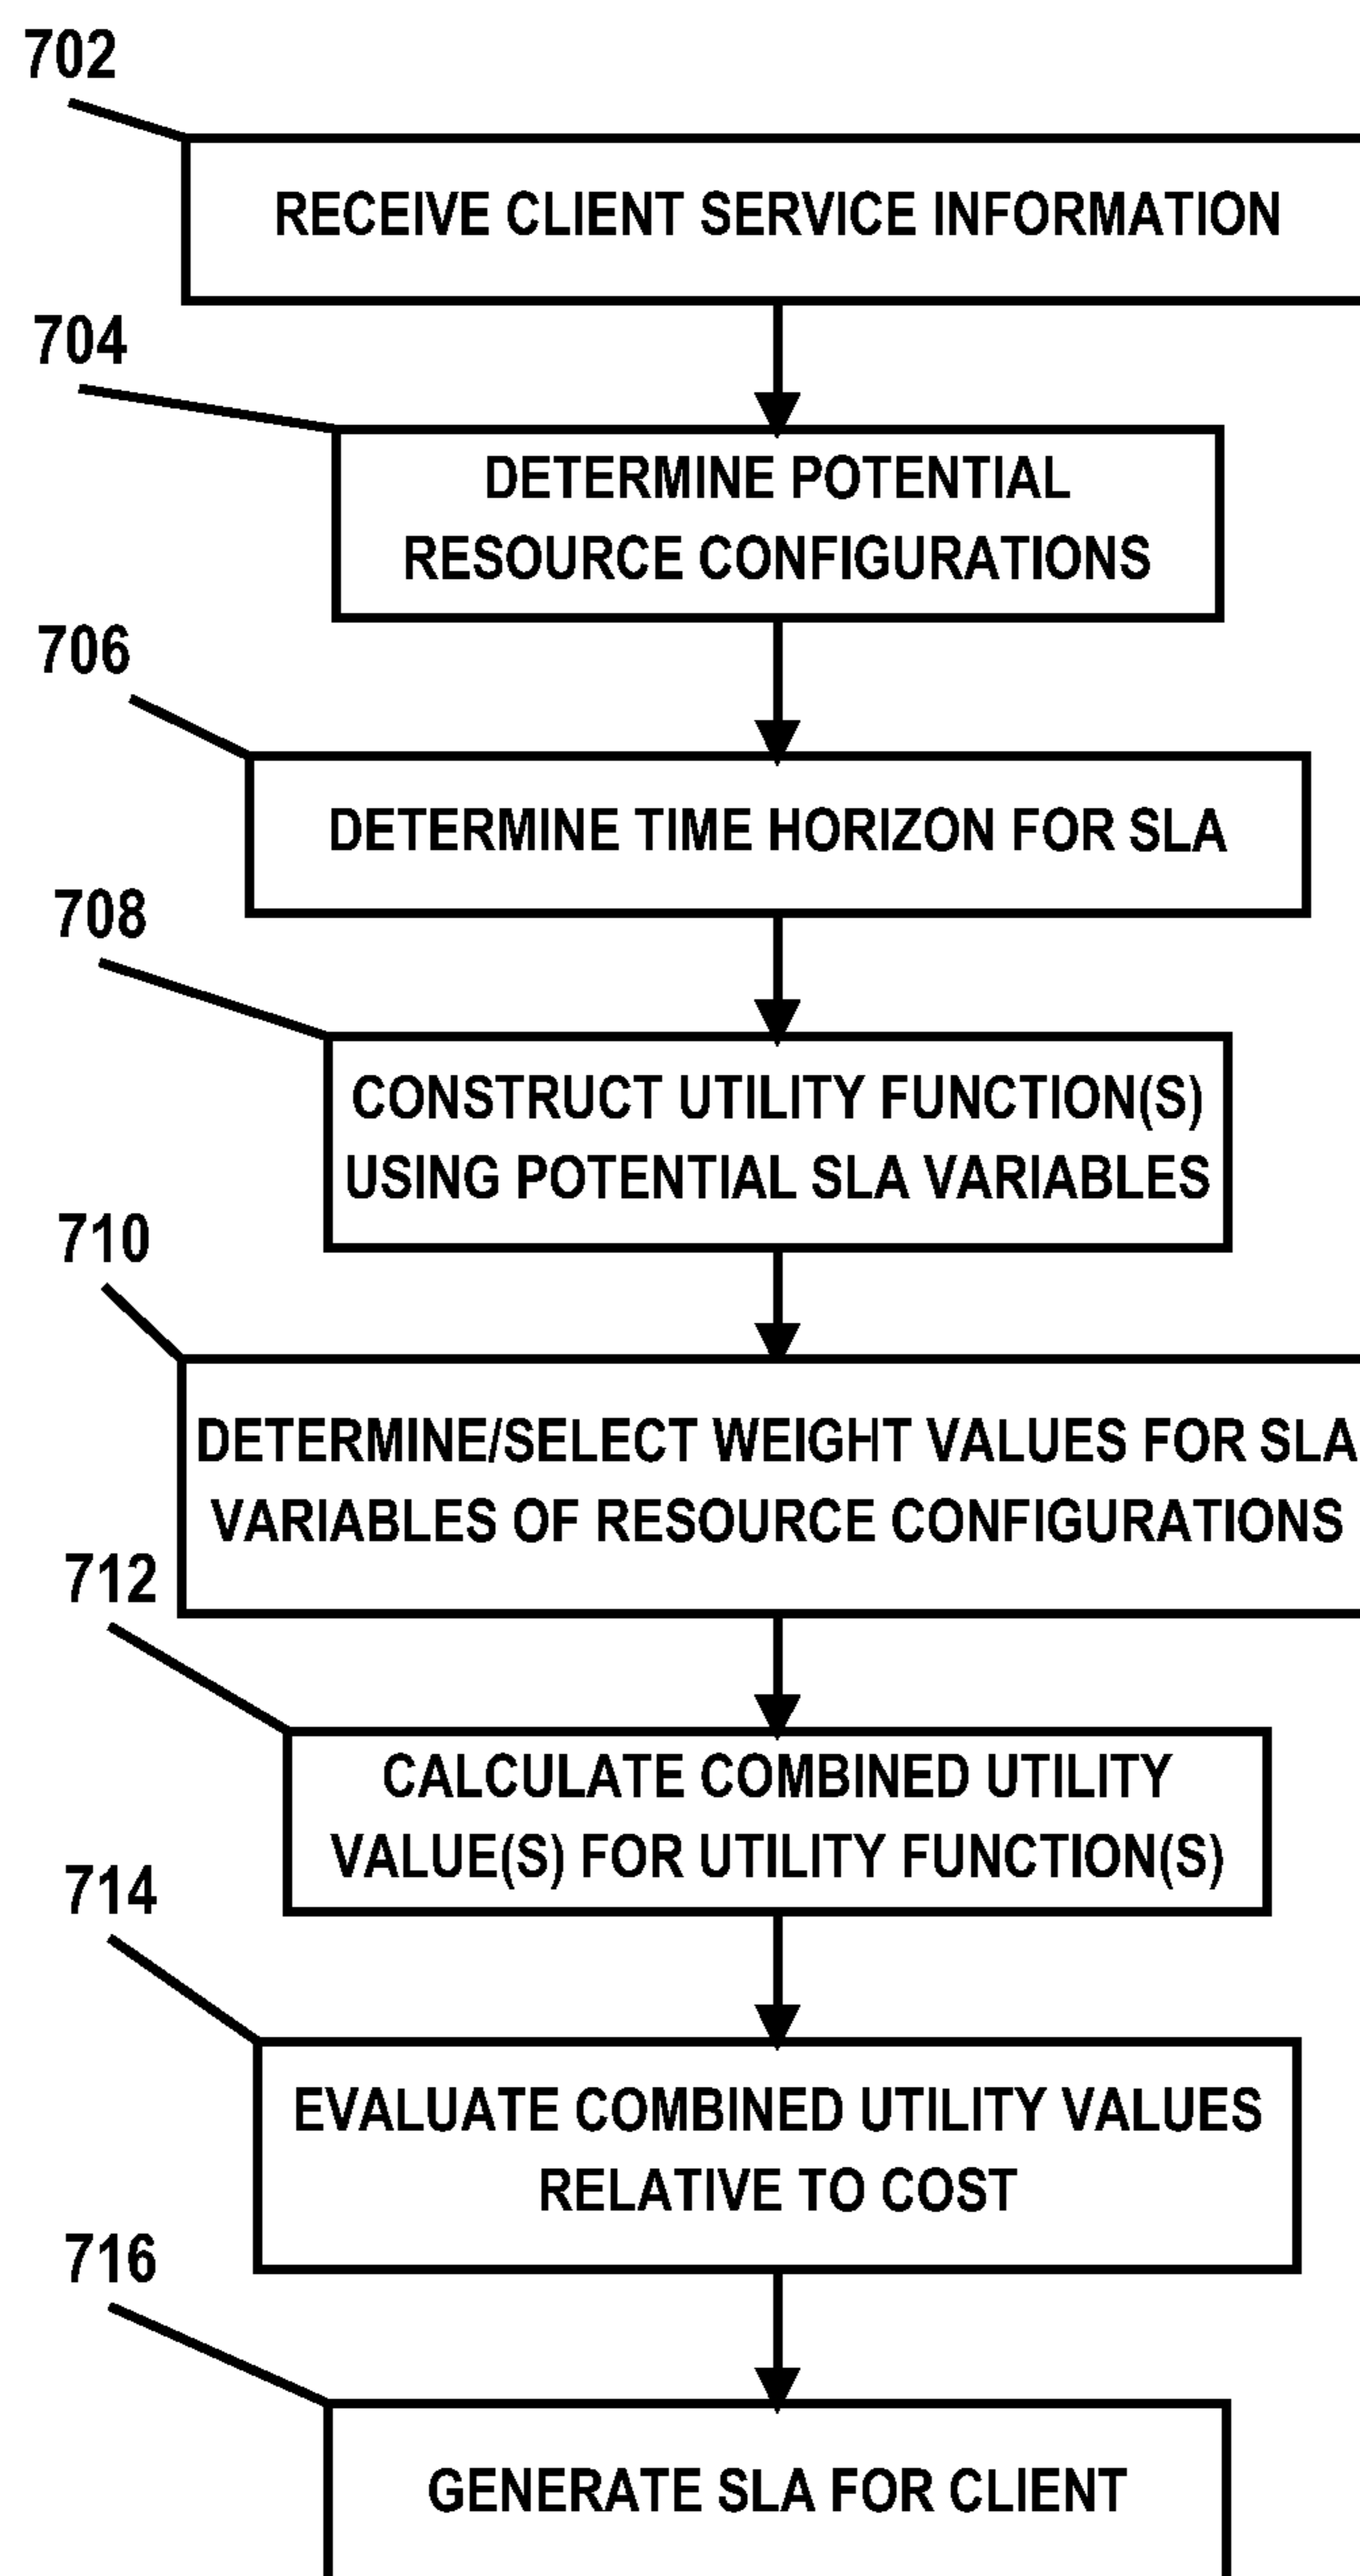 702
RECEIVE CLIENT SERVICE INFORMATION
704
DETERMINE POTENTIAL
RESOURCE CONFIGURATIONS
706
DETERMINE TIME HORIZON FOR SLA
708
CONSTRUCT UTILITY FUNCTION(S)
USING POTENTIAL SLA VARIABLES
710
DETERMINE/SELECT WEIGHT VALUES FOR SLA
VARIABLES OF RESOURCE CONFIGURATIONS
712
CALCULATE COMBINED UTILITY
VALUE(S) FOR UTILITY FUNCTION(S)
714
EVALUATE COMBINED UTILITY VALUES
RELATIVE TO COST
716
GENERATE SLA FOR CLIENT